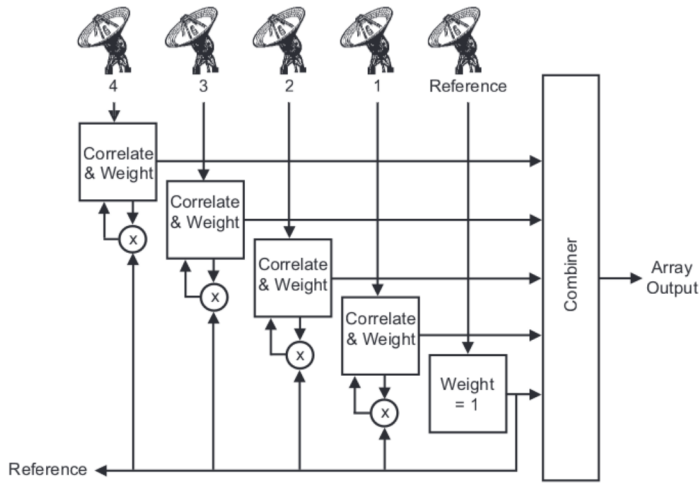 4
3
2
1
Reference
Correlate
& Weight
x
Correlate
& Weight
x
Correlate
& Weight
x
Correlate
& Weight
x
Weight
= 1
Combiner
Array
Output
Reference